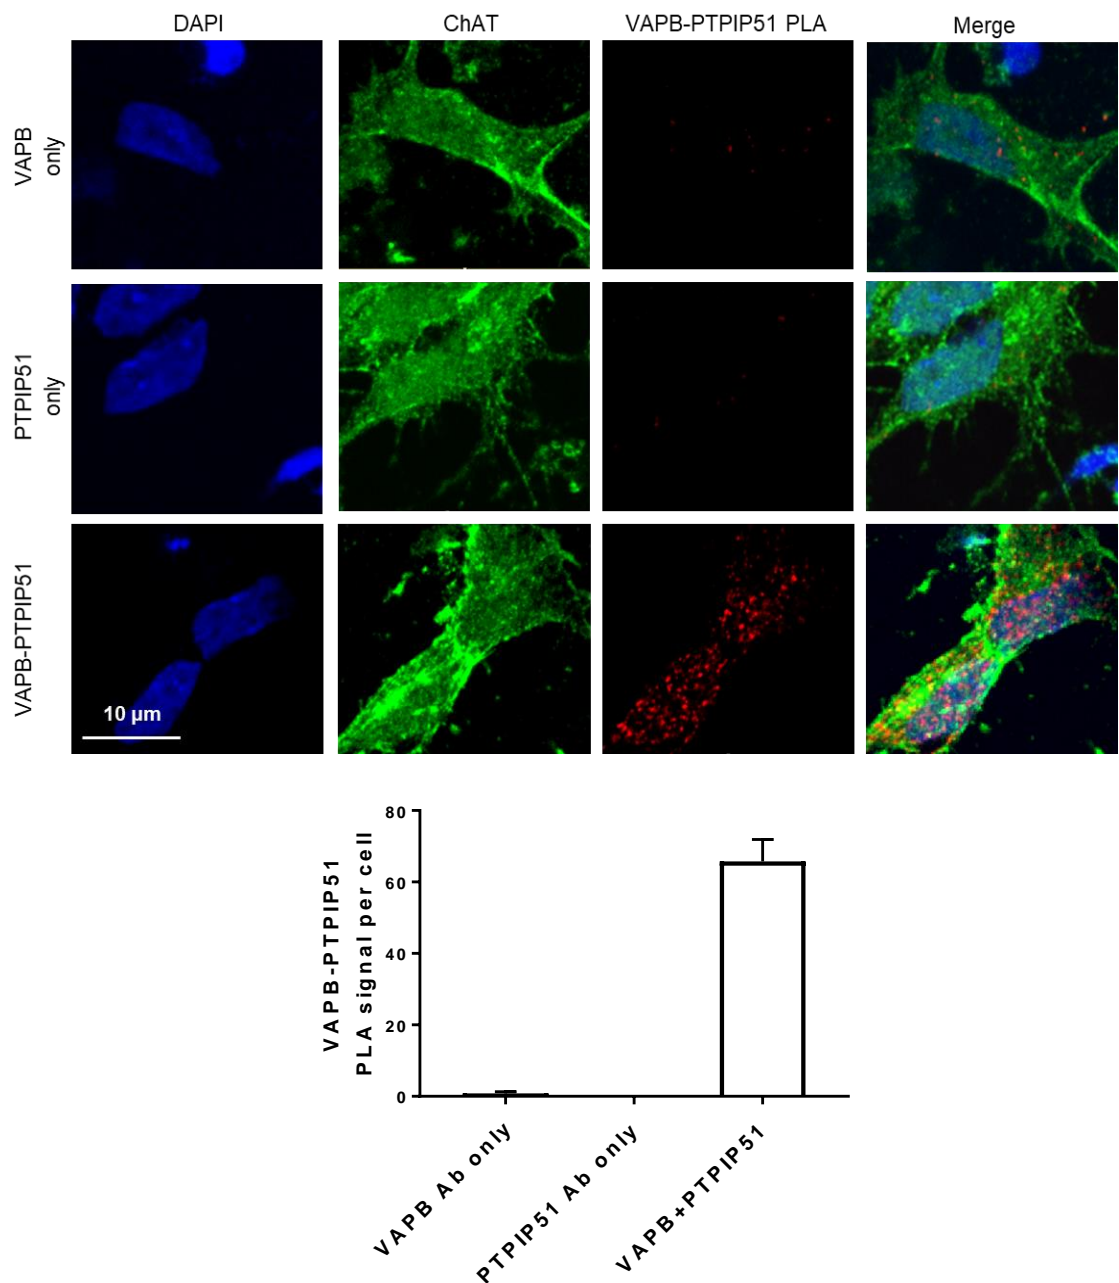 DAPI
ChAT
VAPB-PTPIP51 PLA
Merge
VAPB
only
PTPIP51
only
VAPB-PTPIP51
10 μm
VAPB-PTPIP51
PLA signal per cell
80
60
40
20
0
VAPB Ab only
PTPIP51 Ab only
VAPB+PTPIP51